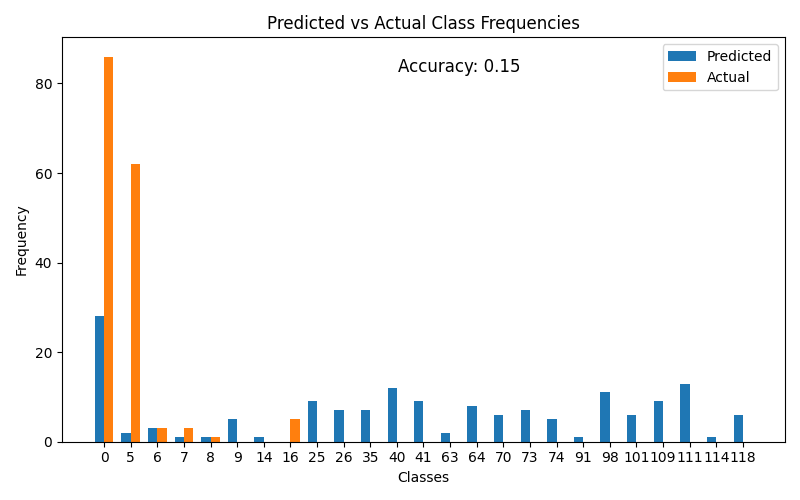 Predicted vs Actual Class Frequencies
Accuracy: 0.15
Predicted
Actual
80
60
40
20
0
Frequency
0 5 6 7 8 9 14 16 25 26 35 40 41 63 64 70 73 74 91 98 101 109 111 114 118
Classes